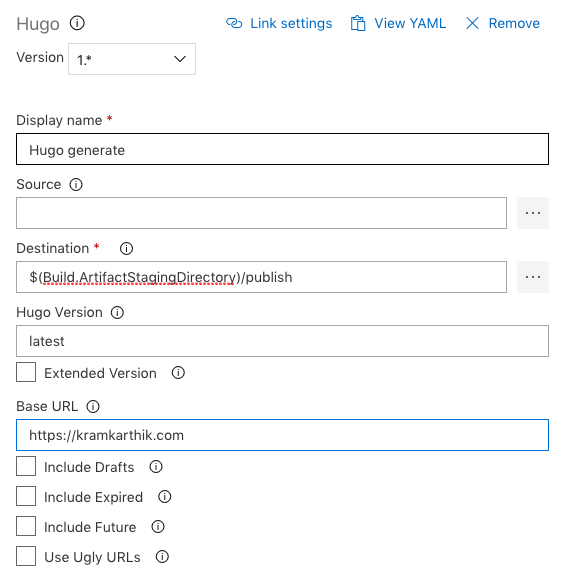 Hugo Link settings View YAML Remove
Version 1.*
Display name *
Hugo generate
Source
...
Destination *
$(Build.ArtifactStagingDirectory)/publish ...
Hugo Version
latest
Extended Version
Base URL
https://kramkarthik.com
Include Drafts
Include Expired
Include Future
Use Ugly URLs